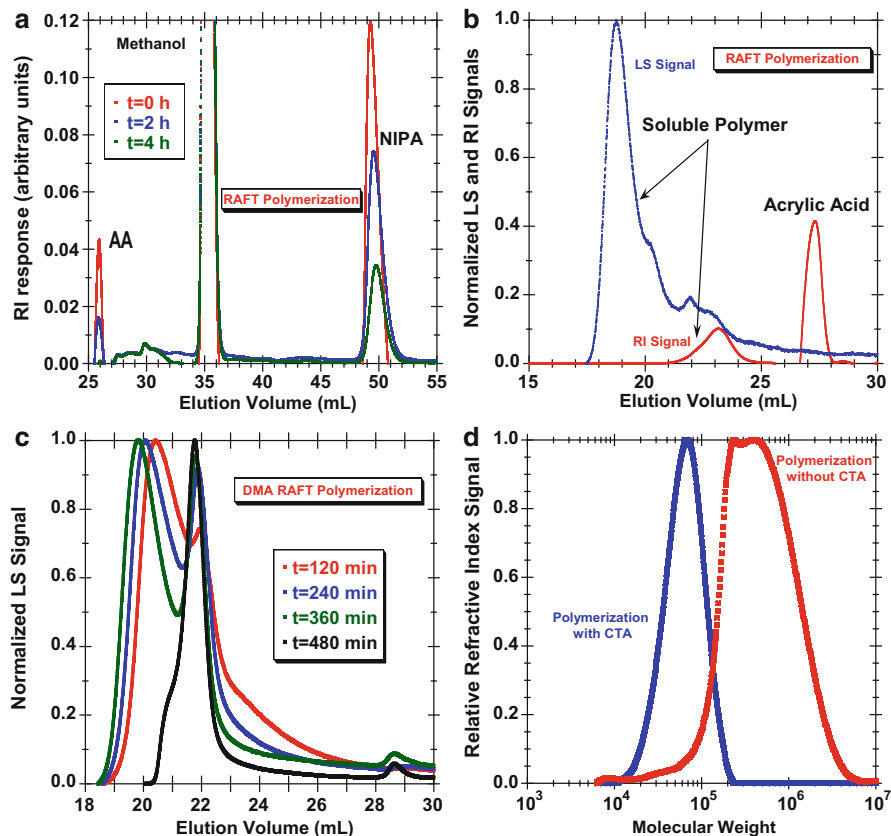 a
RI response (arbitrary units)
0.12
0.10
0.08
0.06
0.04
0.02
0.00
Methanol
t=0 h
t=2 h
t=4 h
NIPA
RAFT Polymerization
AA
25 30 35 40 45 50 55
Elution Volume (mL)
b
Normalized LS and RI Signals
1.0
0.8
0.6
0.4
0.2
0.0
LS Signal
RAFT Polymerization
Soluble Polymer
Acrylic Acid
RI Signal
15 20 25 30
Elution Volume (mL)
c
Normalized LS Signal
1.0
0.8
0.6
0.4
0.2
0.0
DMA RAFT Polymerization
t=120 min
t=240 min
t=360 min
t=480 min
18 20 22 24 26 28 30
Elution Volume (mL)
d
Relative Refractive Index Signal
1.0
0.8
0.6
0.4
0.2
0.0
Polymerization
without CTA
Polymerization
with CTA
10³ 10⁴ 10⁵ 10⁶ 10⁷
Molecular Weight